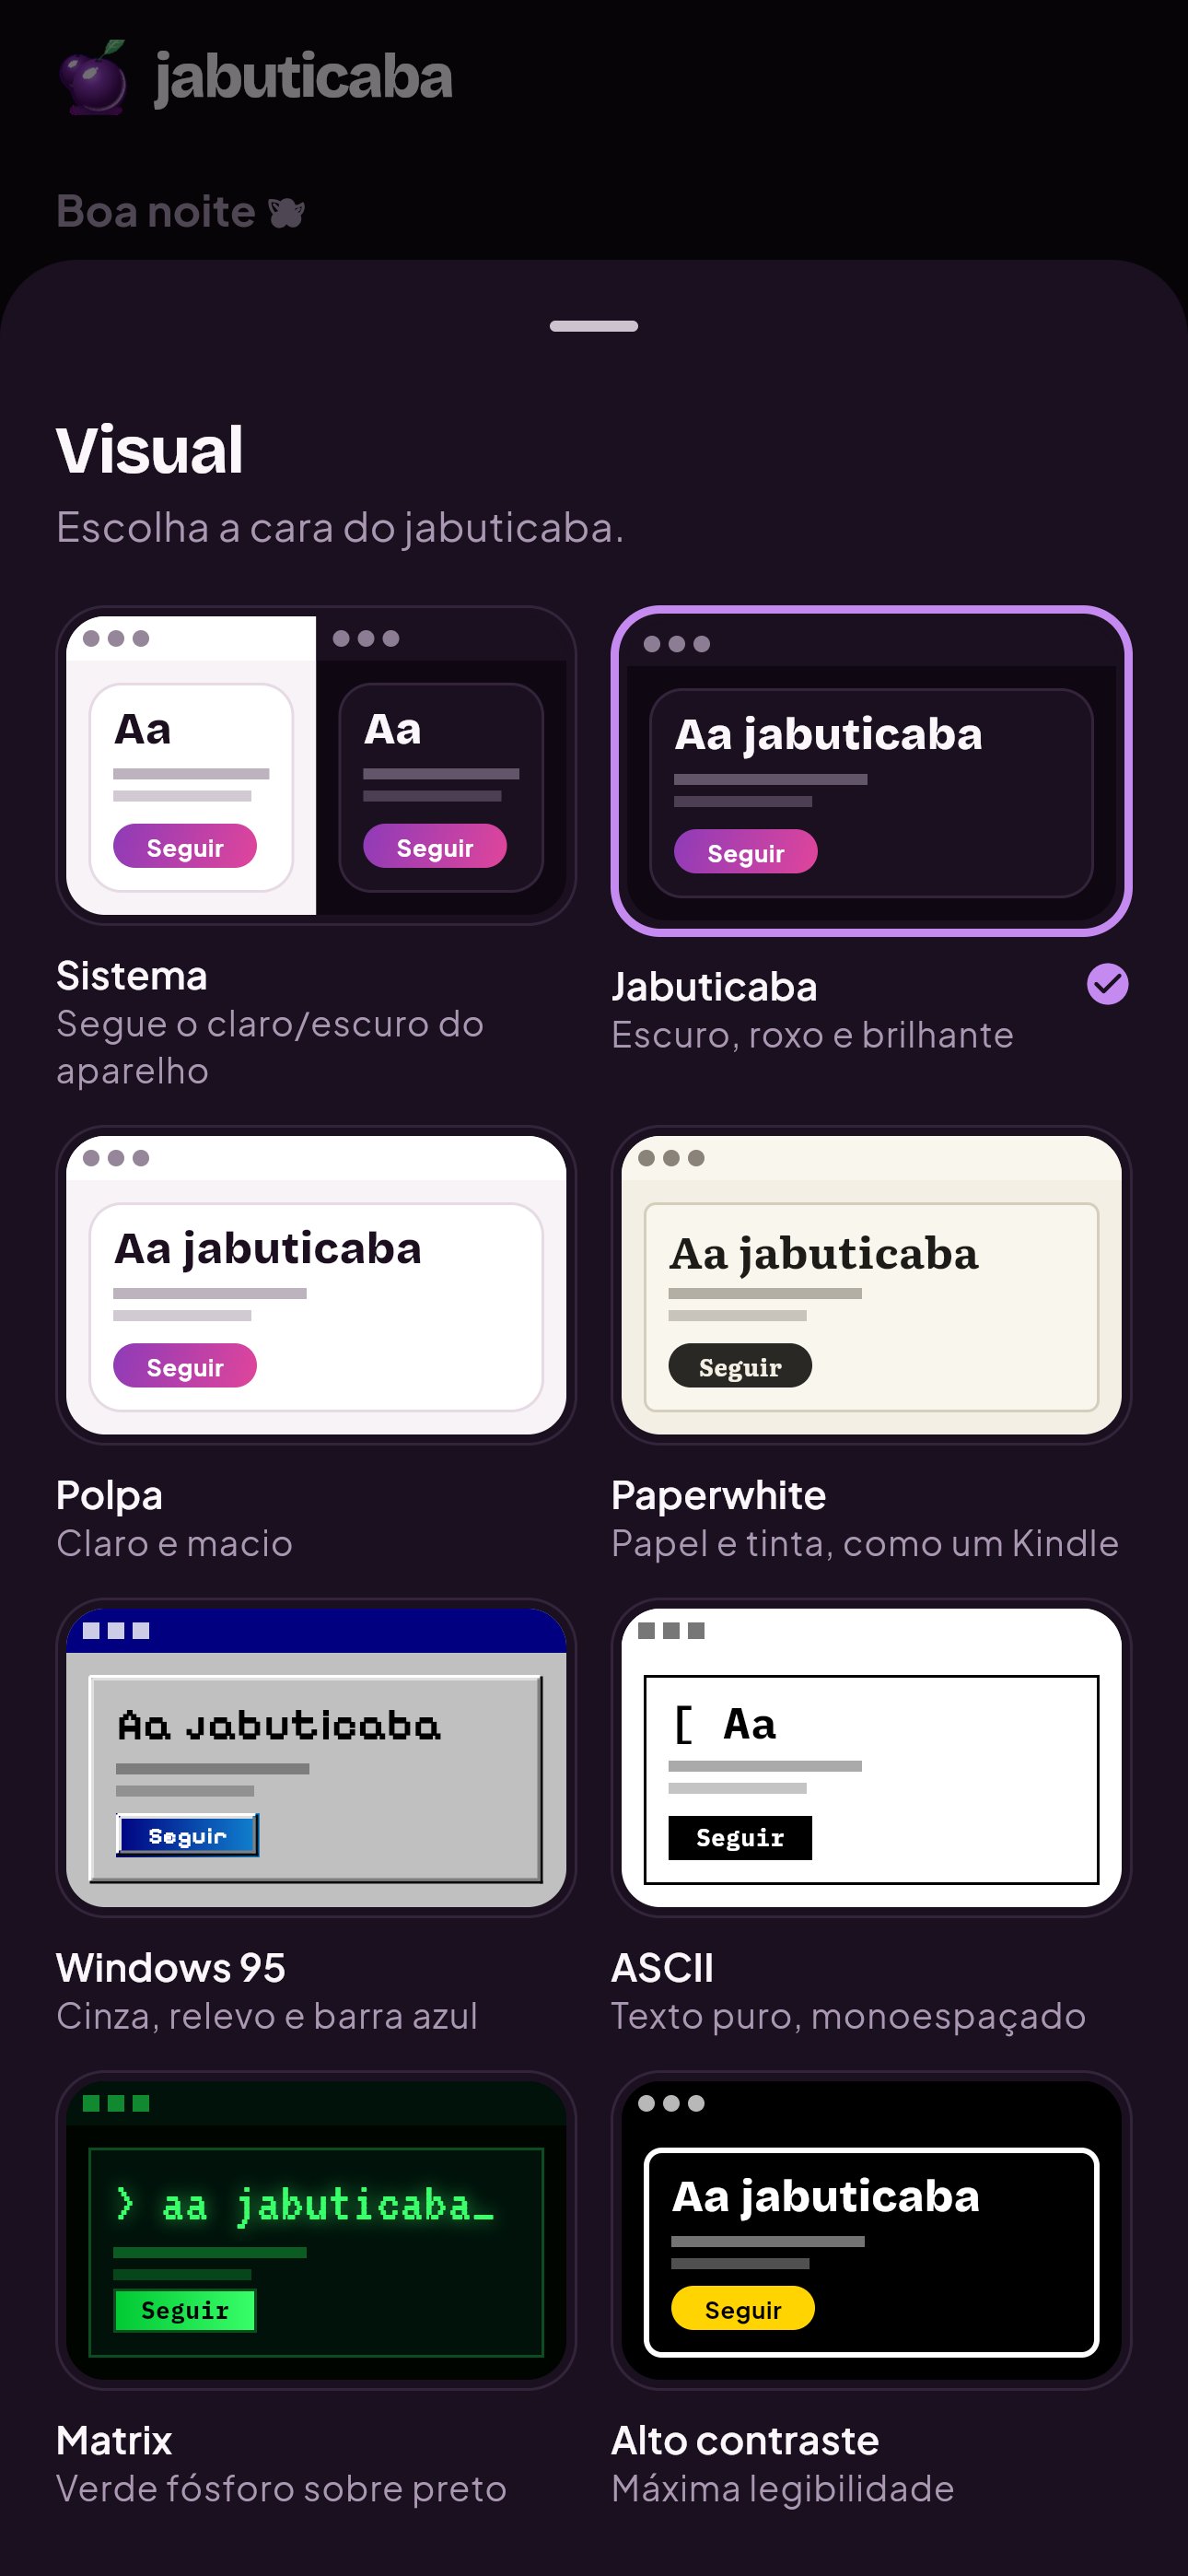 jabuticaba
Boa noite
Visual
Escolha a cara do jabuticaba.
Aa
Seguir
Aa
Seguir
Sistema
Segue o claro/escuro do
aparelho
Aa jabuticaba
Seguir
Jabuticaba
Escuro, roxo e brilhante
Aa jabuticaba
Seguir
Polpa
Claro e macio
Aa jabuticaba
Seguir
Paperwhite
Papel e tinta, como um Kindle
Aa jabuticaba
Seguir
Windows 95
Cinza, relevo e barra azul
[ Aa
Seguir
ASCII
Texto puro, monoespaçado
❯ aa jabuticaba_
Seguir
Matrix
Verde fósforo sobre preto
Aa jabuticaba
Seguir
Alto contraste
Máxima legibilidade